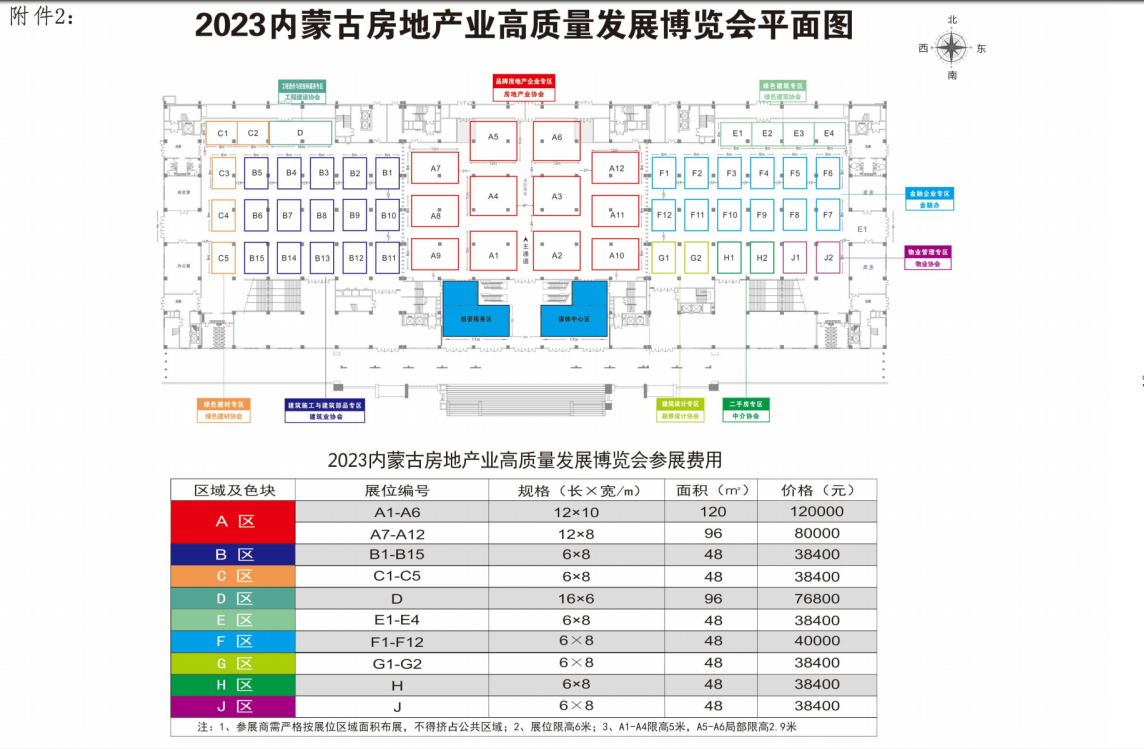 附件2:
2023内蒙古房地产业高质量发展博览会平面图
北
西 东
南
工程建设协会
品牌房地产企业专区
房地产业协会
绿色建筑专区
绿色建筑协会
C1 C2 D
A5 A6
E1 E2 E3 E4
C3 B5 B4 B3 B2 B1 A7 A12 F1 F2 F3 F4 F5 F6
A4 A3
金融企业专区
金融办
C4 B6 B7 B8 B9 B10 A8 A11 F12 F11 F10 F9 F8 F7
E1
主通道
C5 B15 B14 B13 B12 B11 A9 A1 A2 A10 G1 G2 H1 H2 J1 J2
物业管理专区
物业协会
组委服务区 媒体中心区
绿色建材专区
绿色建材协会
建筑施工与建筑部品专区
建筑业协会
建筑设计专区
勘察设计协会
二手房专区
中介协会
2023内蒙古房地产业高质量发展博览会参展费用
区域及色块 展位编号 规格（长×宽/m） 面积（㎡） 价格（元）
A 区 A1-A6 12×10 120 120000
A7-A12 12×8 96 80000
B 区 B1-B15 6×8 48 38400
C 区 C1-C5 6×8 48 38400
D 区 D 16×6 96 76800
E 区 E1-E4 6×8 48 38400
F 区 F1-F12 6×8 48 40000
G 区 G1-G2 6×8 48 38400
H 区 H 6×8 48 38400
J 区 J 6×8 48 38400
注：1、参展商需严格按展位区域面积布展，不得挤占公共区域；2、展位限高6米；3、A1-A4限高5米，A5-A6局部限高2.9米